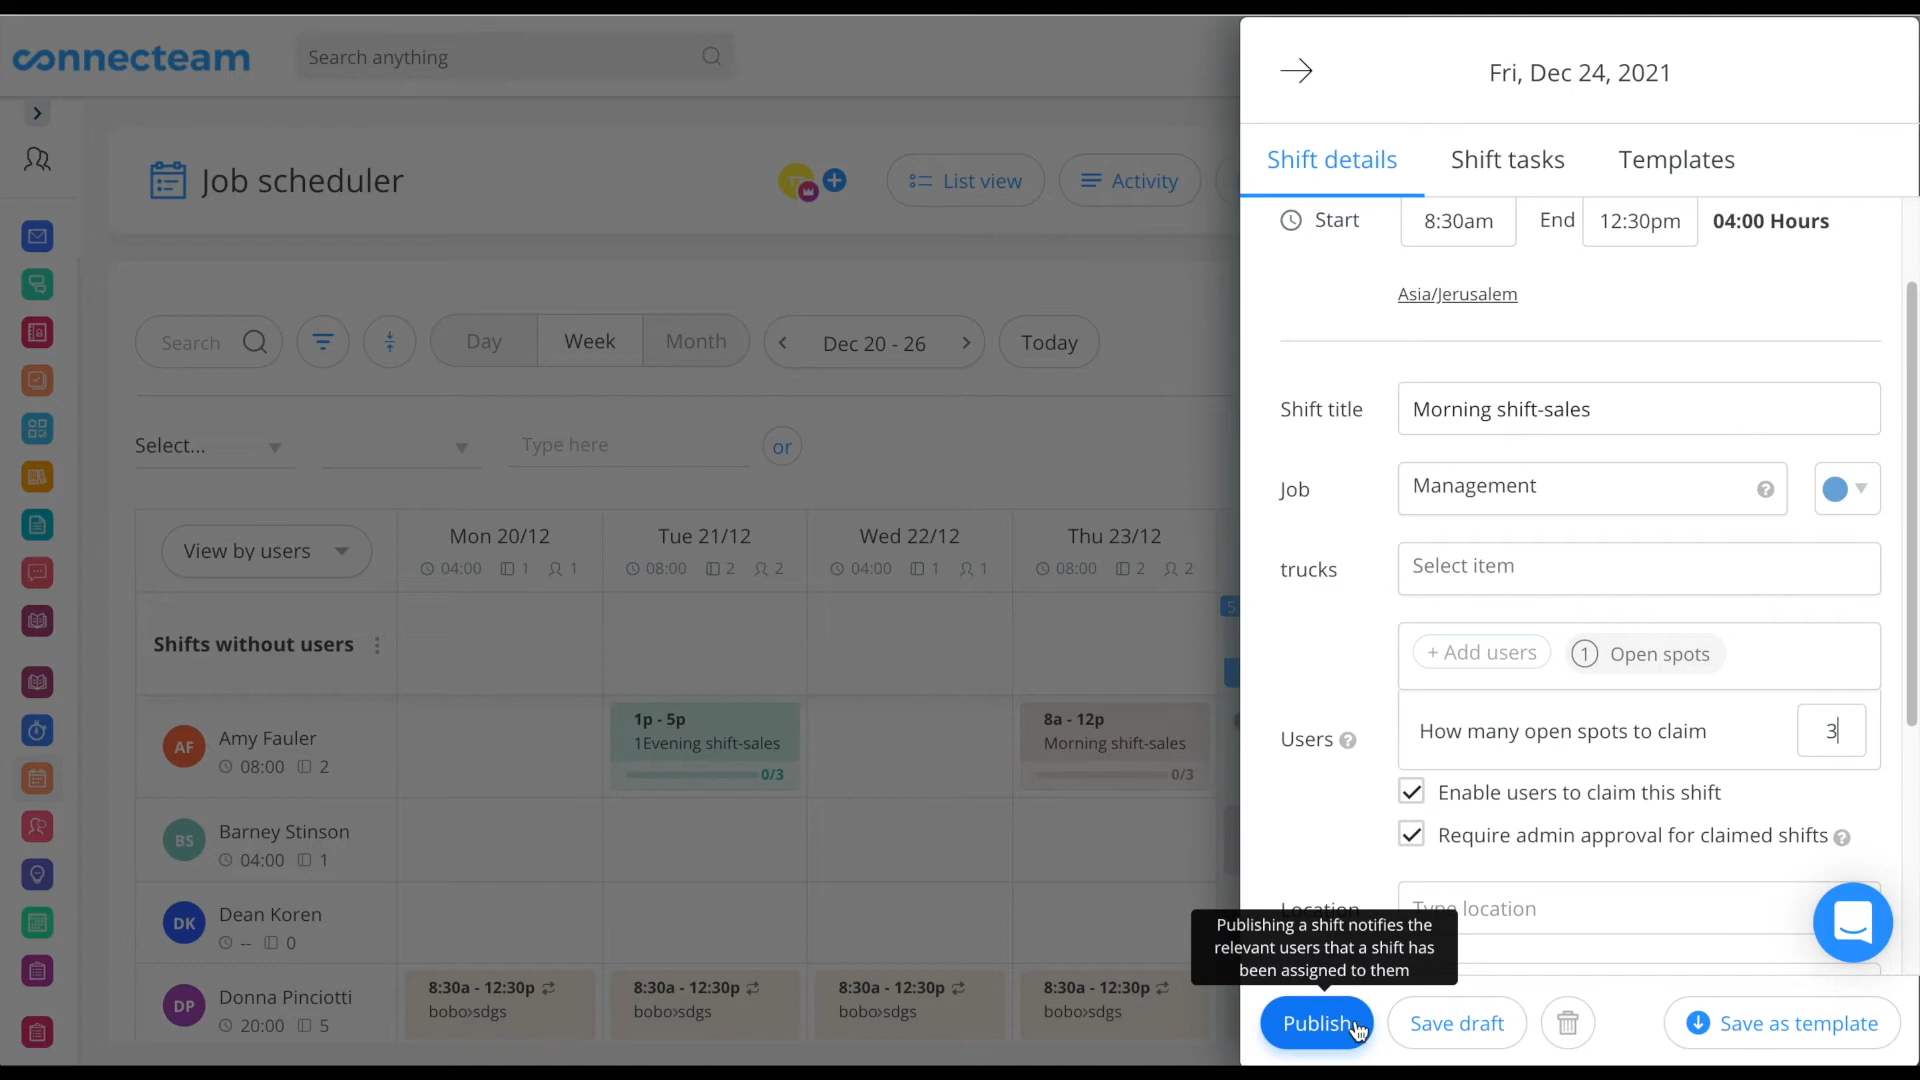 connecteam
Search anything
Job scheduler
List view
Activity
Search
Day
Week
Month
Dec 20 - 26
Today
Select...
Type here
or
View by users
Mon 20/12
04:00 1 1
Tue 21/12
08:00 2 2
Wed 22/12
04:00 1 1
Thu 23/12
08:00 2 2
Shifts without users
5
AF
Amy Fauler
08:00 2
1p - 5p
1Evening shift-sales
0/3
8a - 12p
Morning shift-sales
0/3
BS
Barney Stinson
04:00 1
DK
Dean Koren
-- 0
DP
Donna Pinciotti
20:00 5
8:30a - 12:30p
bobo>sdgs
8:30a - 12:30p
bobo>sdgs
8:30a - 12:30p
bobo>sdgs
8:30a - 12:30p
bobo>sdgs
Fri, Dec 24, 2021
Shift details
Shift tasks
Templates
Start 8:30am End 12:30pm 04:00 Hours
Asia/Jerusalem
Shift title Morning shift-sales
Job Management ?
trucks Select item
+ Add users 1 Open spots
How many open spots to claim 3
Users ?
Enable users to claim this shift
Require admin approval for claimed shifts ?
Location Type location
Publishing a shift notifies the
relevant users that a shift has
been assigned to them
Publish
Save draft
Save as template